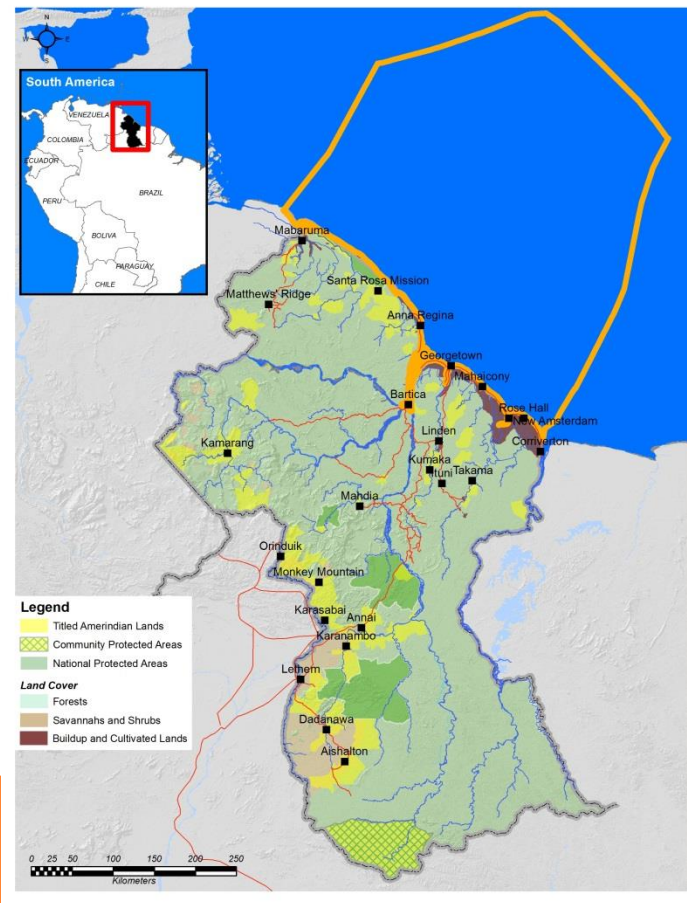 N
W
E
S
South America
VENEZUELA
COLOMBIA
ECUADOR
PERU
BRAZIL
BOLIVA
PARAGUAY
CHILE
Mabaruma
Santa Rosa Mission
Matthews' Ridge
Anna Regina
Georgetown
Mahaicony
Bartica
Rose Hall
New Amsterdam
Linden
Corriverton
Kamarang
Kumaka
Ituni
Takama
Mahdia
Orinduik
Monkey Mountain
Karasabai
Annai
Karanambo
Lethem
Dadanawa
Aishalton
Legend
Titled Amerindian Lands
Community Protected Areas
National Protected Areas
Land Cover
Forests
Savannahs and Shrubs
Buildup and Cultivated Lands
0 25 50 100 150 200 250
Kilometers